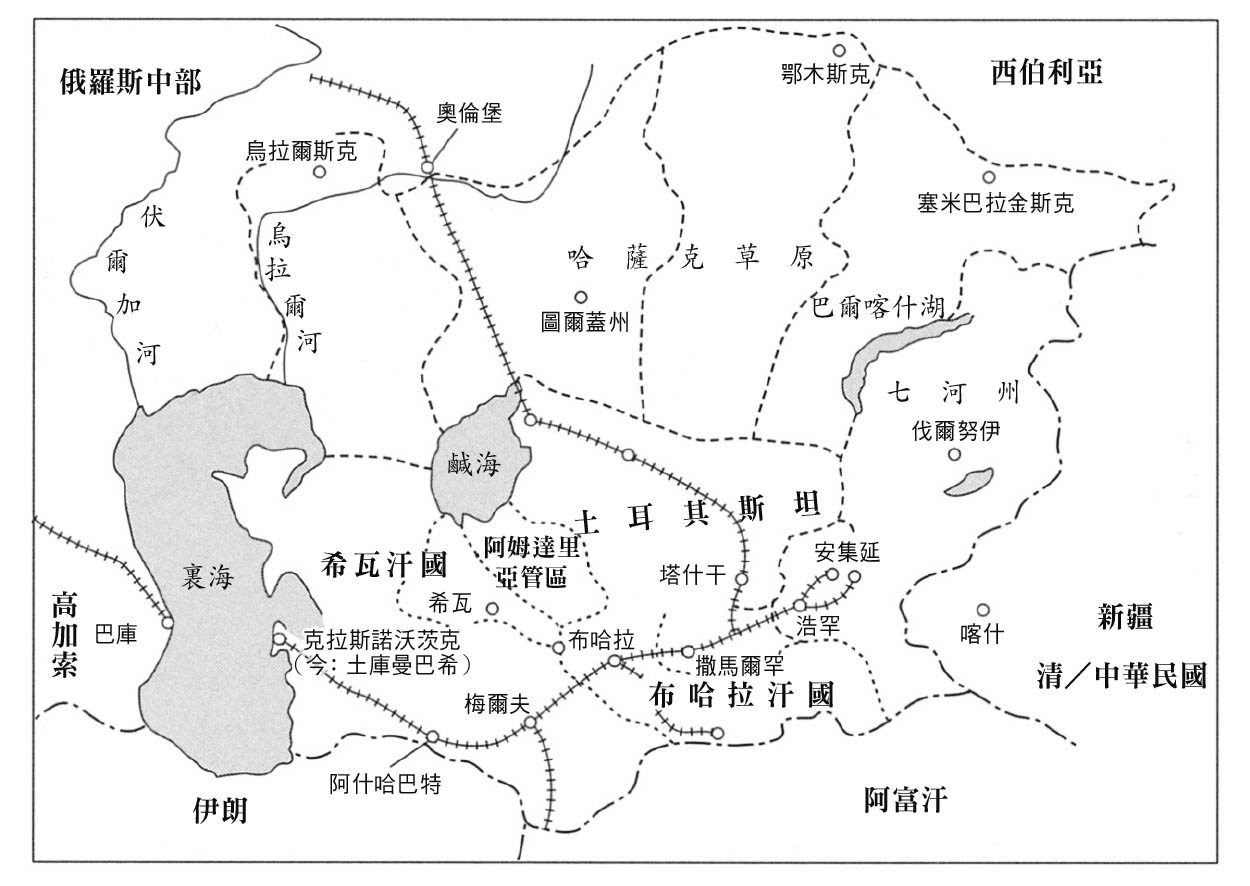 俄羅斯中部
鄂木斯克
西伯利亞
奧倫堡
烏拉爾斯克
塞米巴拉金斯克
伏爾加河
烏拉爾河
哈薩克草原
圖爾蓋州
巴爾喀什湖
七河州
伐爾努伊
鹹海
土耳其斯坦
希瓦汗國
阿姆達里
亞管區
安集延
塔什干
裏海
希瓦
高加索
巴庫
克拉斯諾沃茨克
（今：土庫曼巴希）
布哈拉
浩罕
喀什
新疆
撒馬爾罕
清／中華民國
梅爾夫
布哈拉汗國
阿什哈巴特
伊朗
阿富汗